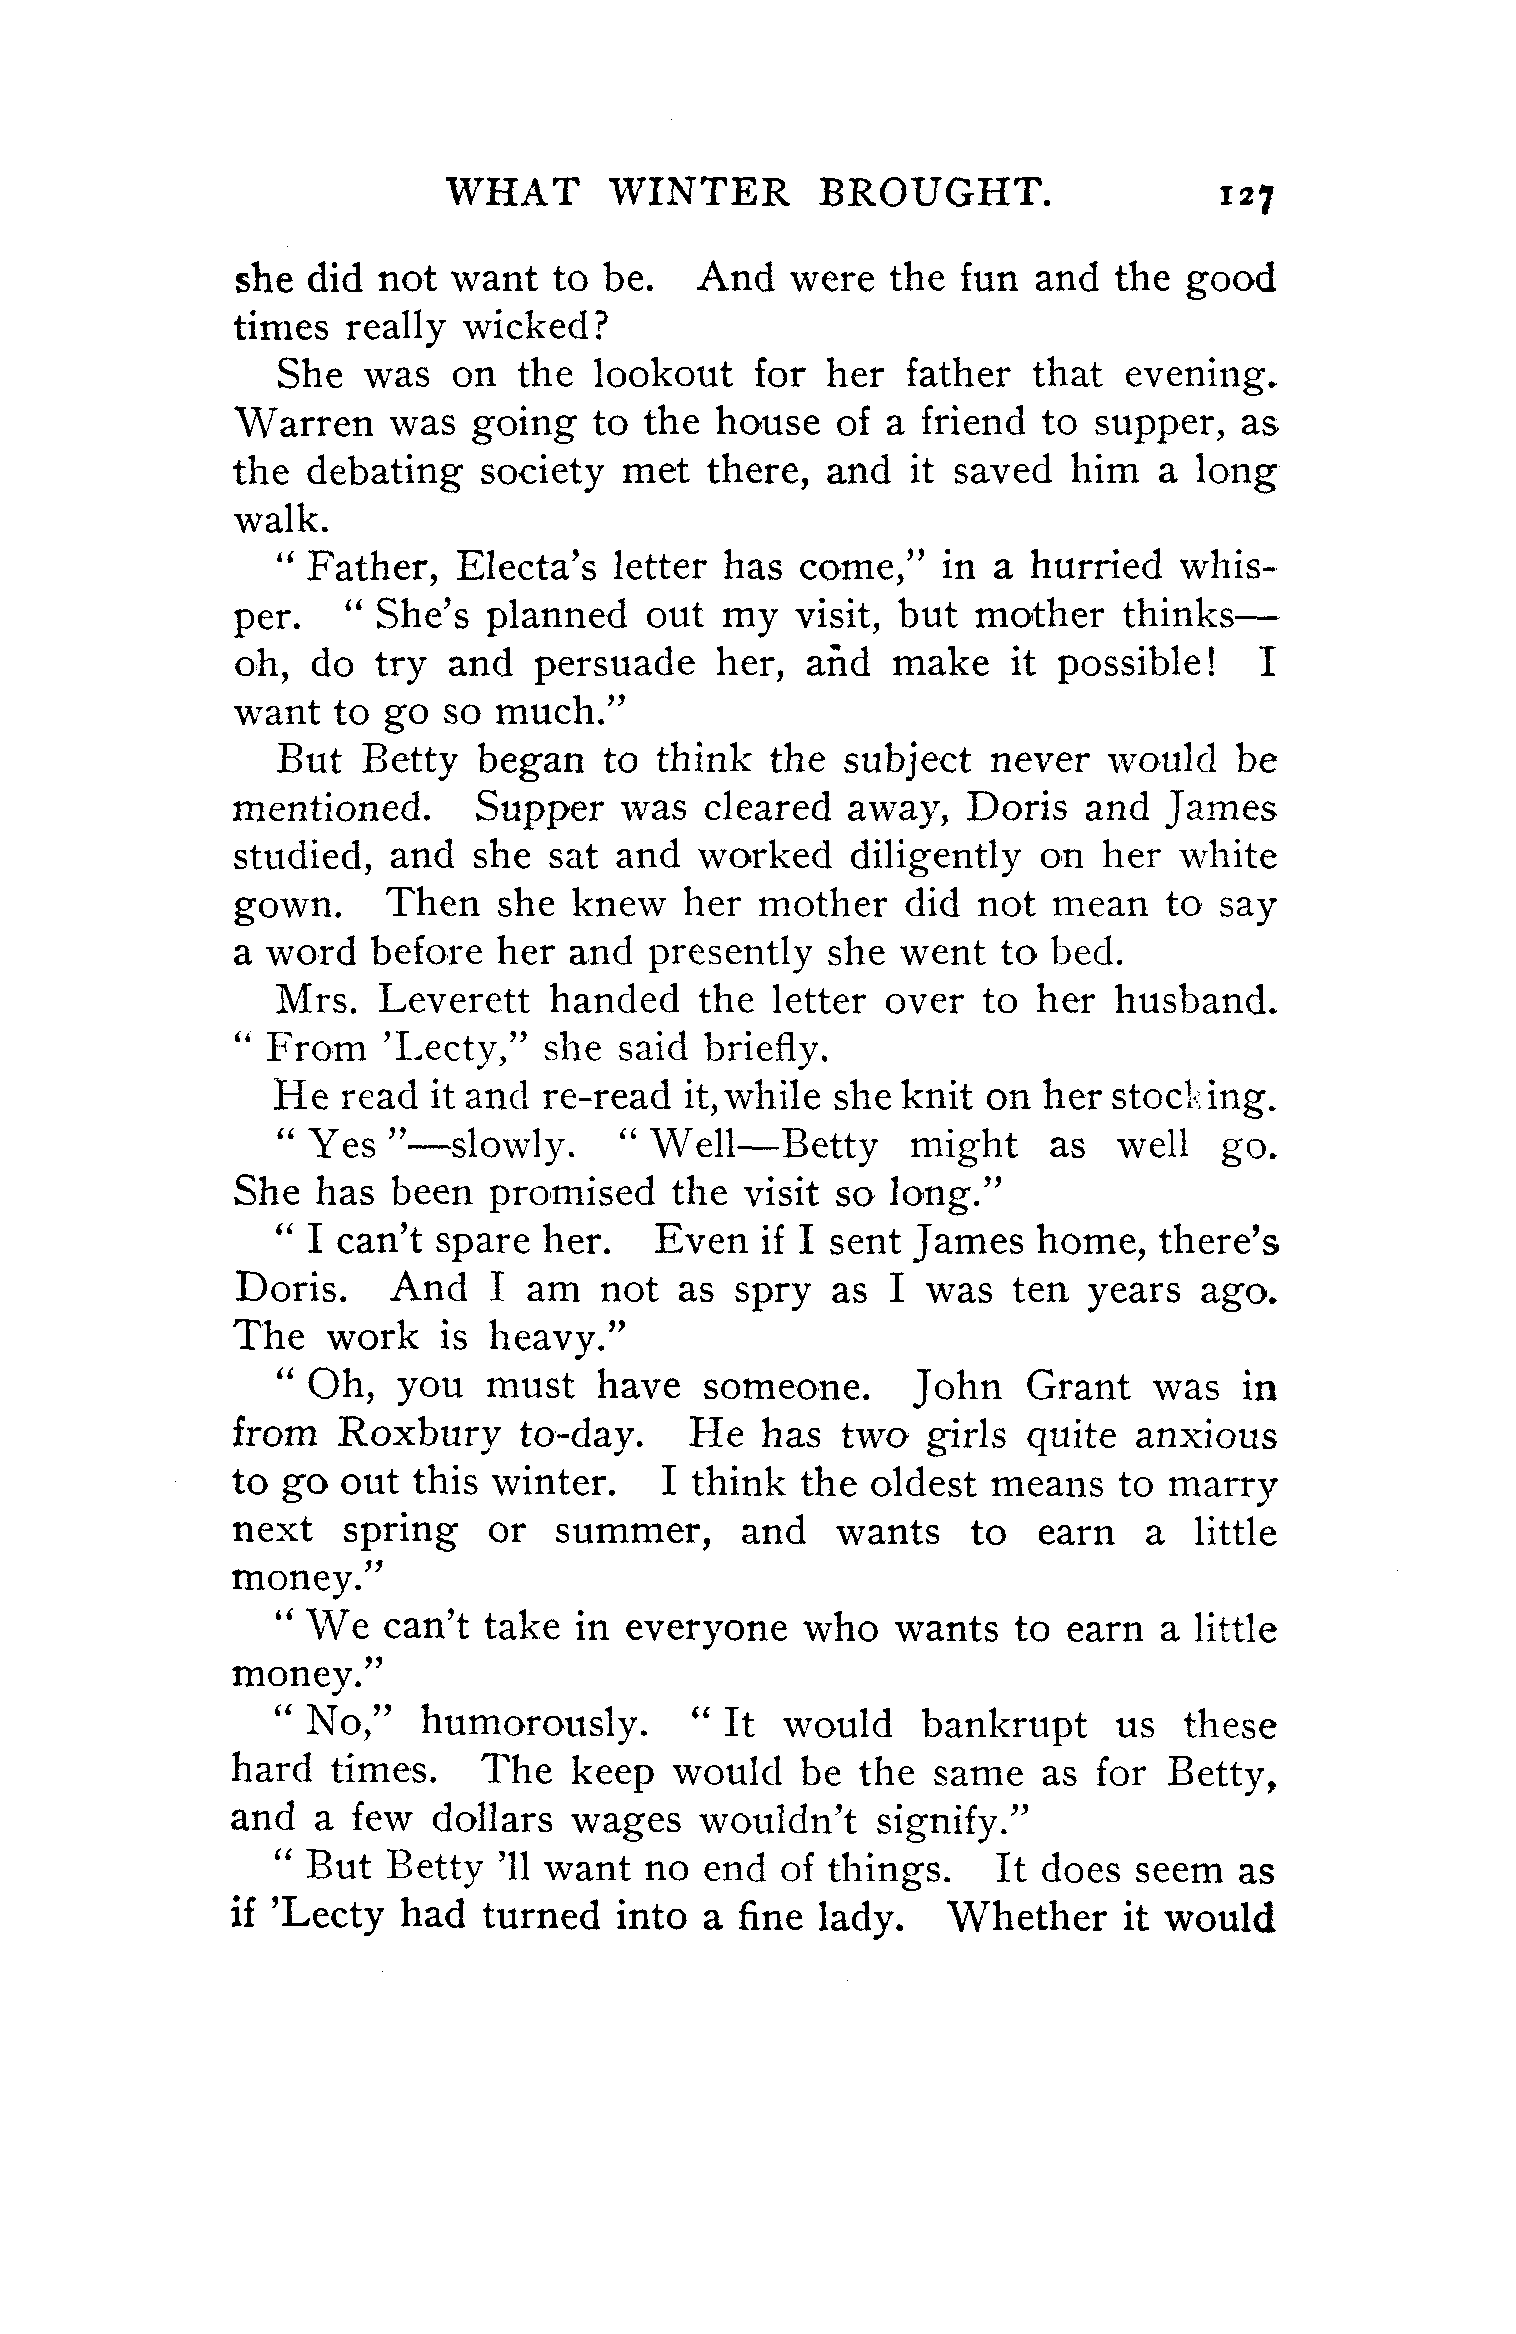 WHAT WINTER BROUGHT. 127
she did not want to be. And were the fun and the good
times really wicked?
She was on the lookout for her father that evening.
Warren was going to the house of a friend to supper, as
the debating society met there, and it saved him a long
walk.
" Father, Electa's letter has come," in a hurried whis-
per. " She's planned out my visit, but mother thinks—
oh, do try and persuade her, and make it possible! I
want to go so much."
But Betty began to think the subject never would be
mentioned. Supper was cleared away, Doris and James
studied, and she sat and worked diligently on her white
gown. Then she knew her mother did not mean to say
a word before her and presently she went to bed.
Mrs. Leverett handed the letter over to her husband.
" From 'Lecty," she said briefly.
He read it and re-read it, while she knit on her stocking.
" Yes "—slowly. " Well—Betty might as well go.
She has been promised the visit so long."
" I can't spare her. Even if I sent James home, there's
Doris. And I am not as spry as I was ten years ago.
The work is heavy."
" Oh, you must have someone. John Grant was in
from Roxbury to-day. He has two girls quite anxious
to go out this winter. I think the oldest means to marry
next spring or summer, and wants to earn a little
money."
" We can't take in everyone who wants to earn a little
money."
" No," humorously. " It would bankrupt us these
hard times. The keep would be the same as for Betty,
and a few dollars wages wouldn't signify."
" But Betty 'll want no end of things. It does seem as
if 'Lecty had turned into a fine lady. Whether it would